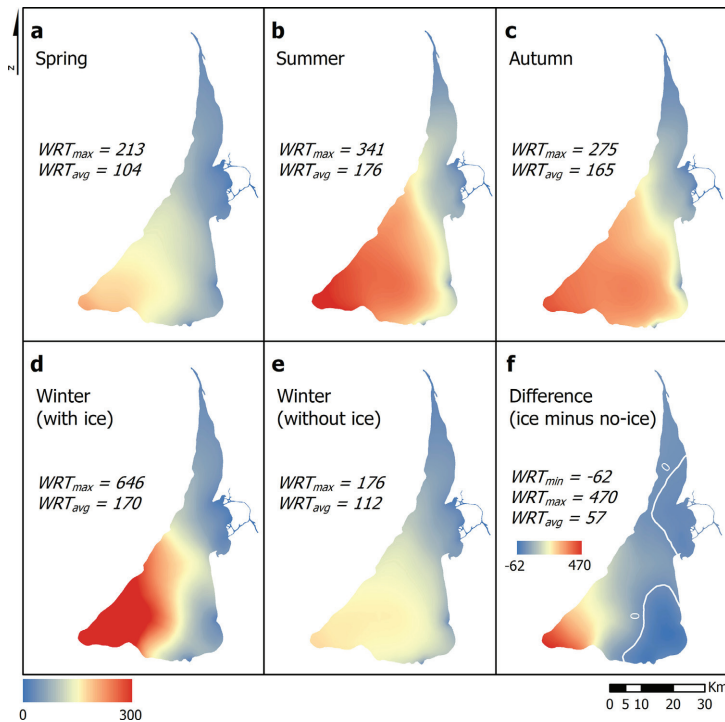 a
Spring
WRTmax = 213
WRTavg = 104
b
Summer
WRTmax = 341
WRTavg = 176
c
Autumn
WRTmax = 275
WRTavg = 165
z
d
Winter
(with ice)
WRTmax = 646
WRTavg = 170
e
Winter
(without ice)
WRTmax = 176
WRTavg = 112
f
Difference
(ice minus no-ice)
WRTmin = -62
WRTmax = 470
WRTavg = 57
-62 470
0
0
0 300
Km
0 5 10 20 30